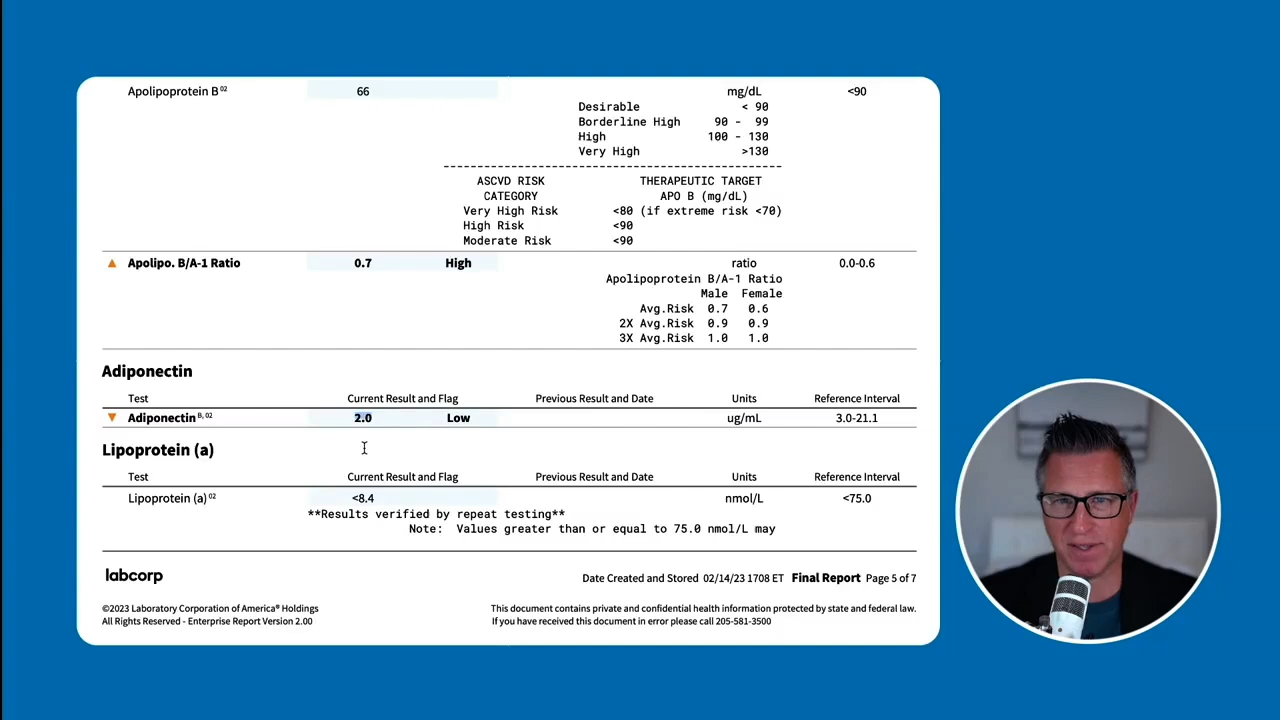 Apolipoprotein B 02 66 mg/dL <90
Desirable < 90
Borderline High 90 - 99
High 100 - 130
Very High >130
-------------------------------------------------
ASCVD RISK THERAPEUTIC TARGET
CATEGORY APO B (mg/dL)
Very High Risk <80 (if extreme risk <70)
High Risk <90
Moderate Risk <90
▲ Apolipo. B/A-1 Ratio 0.7 High ratio 0.0-0.6
Apolipoprotein B/A-1 Ratio
Male Female
Avg.Risk 0.7 0.6
2X Avg.Risk 0.9 0.9
3X Avg.Risk 1.0 1.0
Adiponectin
Test Current Result and Flag Previous Result and Date Units Reference Interval
▼ Adiponectin B, 02 2.0 Low ug/mL 3.0-21.1
Lipoprotein (a)
Test Current Result and Flag Previous Result and Date Units Reference Interval
Lipoprotein (a) 02 <8.4 nmol/L <75.0
**Results verified by repeat testing**
Note: Values greater than or equal to 75.0 nmol/L may
labcorp
Date Created and Stored 02/14/23 1708 ET Final Report Page 5 of 7
©2023 Laboratory Corporation of America® Holdings
All Rights Reserved - Enterprise Report Version 2.00
This document contains private and confidential health information protected by state and federal law.
If you have received this document in error please call 205-581-3500